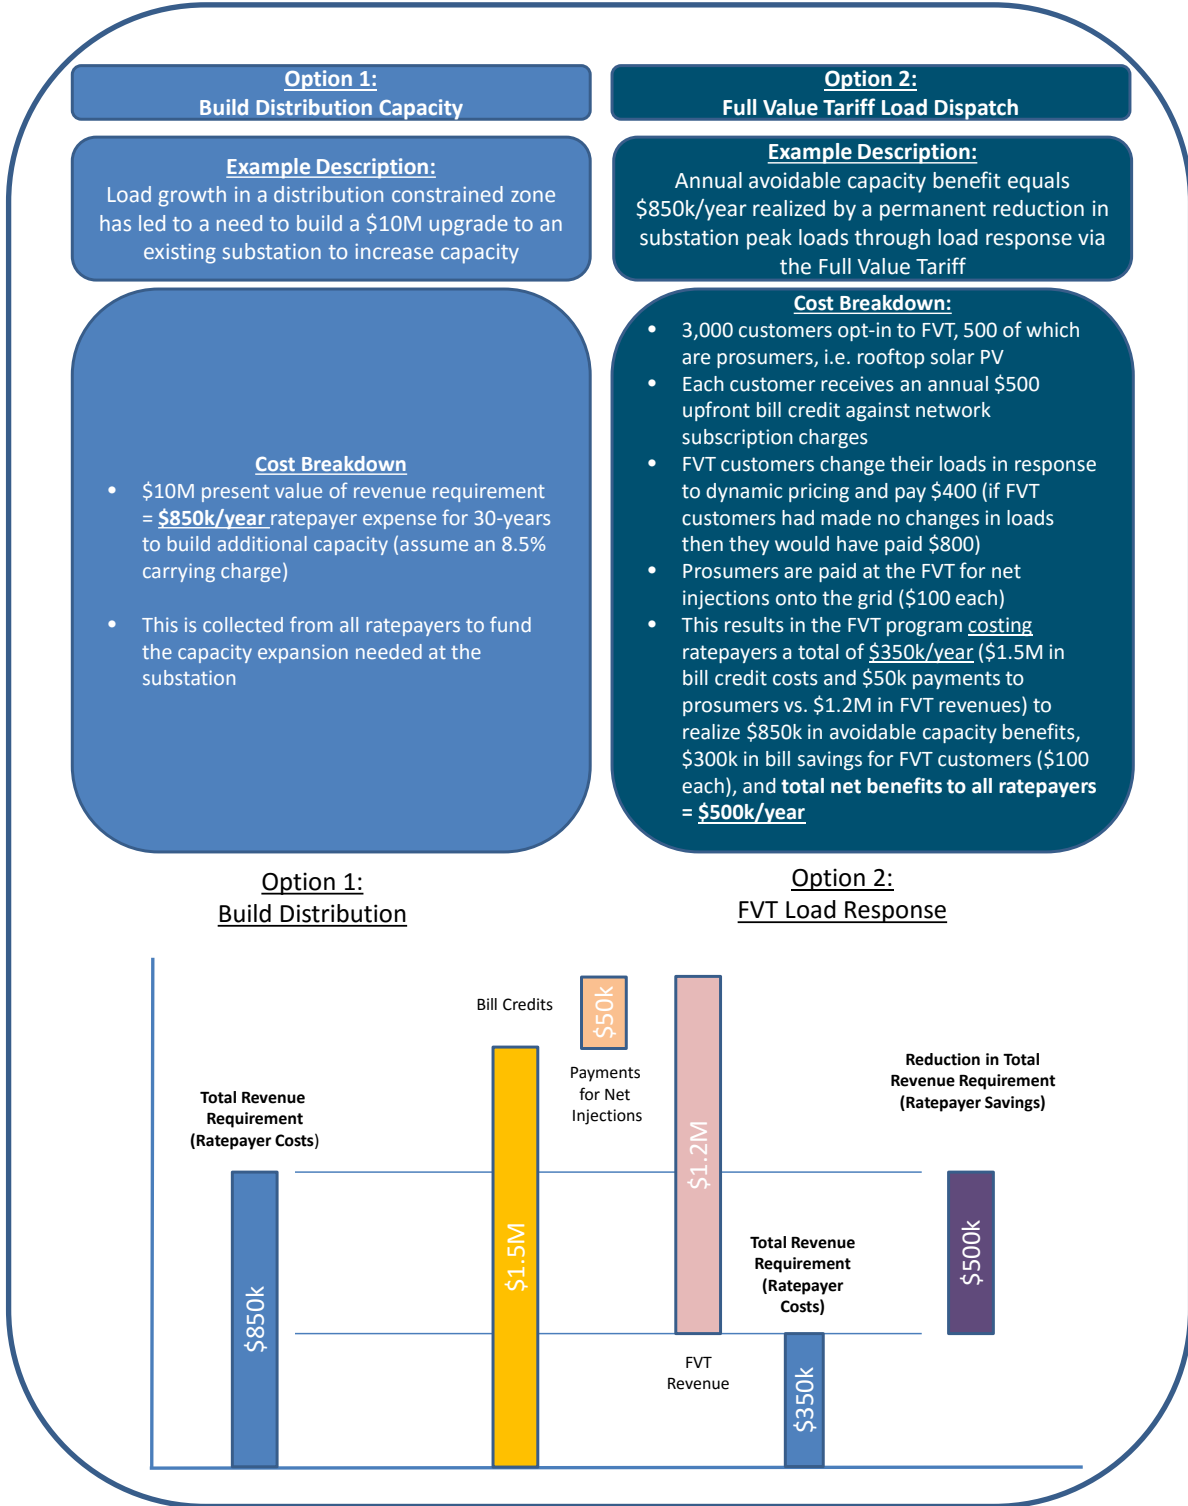 Option 1:
Build Distribution Capacity
Option 2:
Full Value Tariff Load Dispatch
Example Description:
Load growth in a distribution constrained zone
has led to a need to build a $10M upgrade to an
existing substation to increase capacity
Example Description:
Annual avoidable capacity benefit equals
$850k/year realized by a permanent reduction in
substation peak loads through load response via
the Full Value Tariff
Cost Breakdown
• $10M present value of revenue requirement
= $850k/year ratepayer expense for 30-years
to build additional capacity (assume an 8.5%
carrying charge)
• This is collected from all ratepayers to fund
the capacity expansion needed at the
substation
Cost Breakdown:
• 3,000 customers opt-in to FVT, 500 of which
are prosumers, i.e. rooftop solar PV
• Each customer receives an annual $500
upfront bill credit against network
subscription charges
• FVT customers change their loads in response
to dynamic pricing and pay $400 (if FVT
customers had made no changes in loads
then they would have paid $800)
• Prosumers are paid at the FVT for net
injections onto the grid ($100 each)
• This results in the FVT program costing
ratepayers a total of $350k/year ($1.5M in
bill credit costs and $50k payments to
prosumers vs. $1.2M in FVT revenues) to
realize $850k in avoidable capacity benefits,
$300k in bill savings for FVT customers ($100
each), and total net benefits to all ratepayers
= $500k/year
Option 1:
Build Distribution
Option 2:
FVT Load Response
Total Revenue
Requirement
(Ratepayer Costs)
$850k
Bill Credits
$1.5M
$50k
Payments
for Net
Injections
$1.2M
FVT
Revenue
Total Revenue
Requirement
(Ratepayer
Costs)
$350k
Reduction in Total
Revenue Requirement
(Ratepayer Savings)
$500k